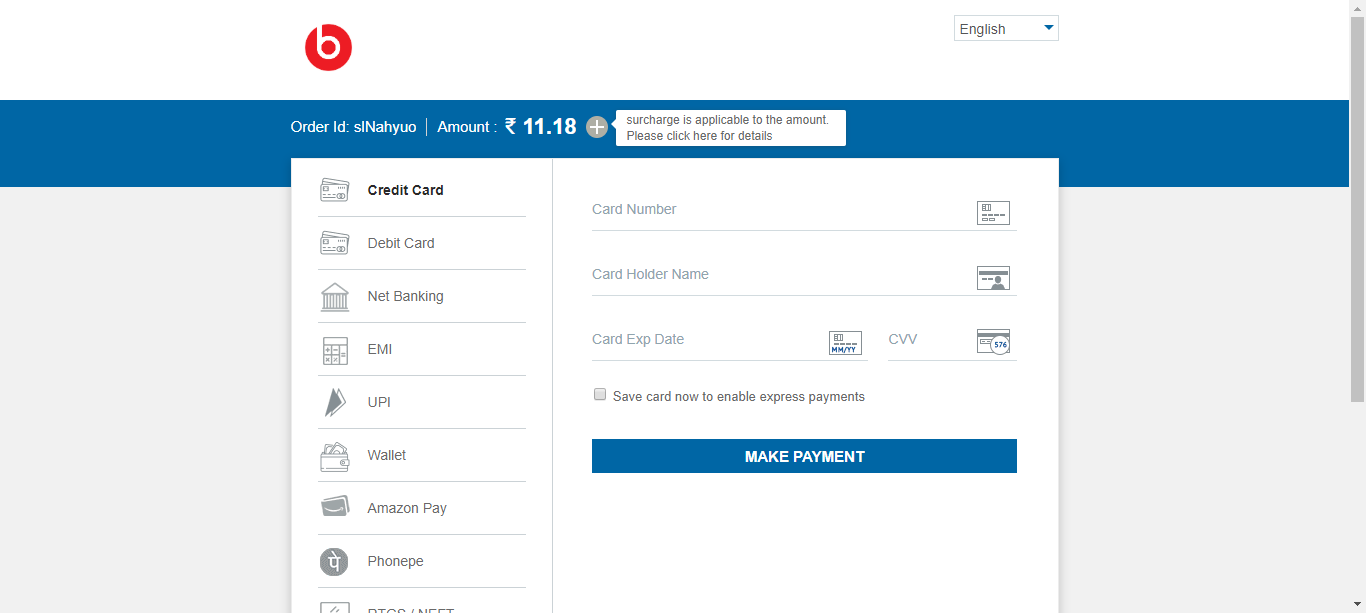 b
English
Order Id: slNahyuo | Amount : ₹ 11.18
surcharge is applicable to the amount.
Please click here for details
Credit Card
Debit Card
Net Banking
EMI
UPI
Wallet
Amazon Pay
Phonepe
RTGS / NEFT
Card Number
Card Holder Name
Card Exp Date
MM/YY
CVV
576
Save card now to enable express payments
MAKE PAYMENT
पे